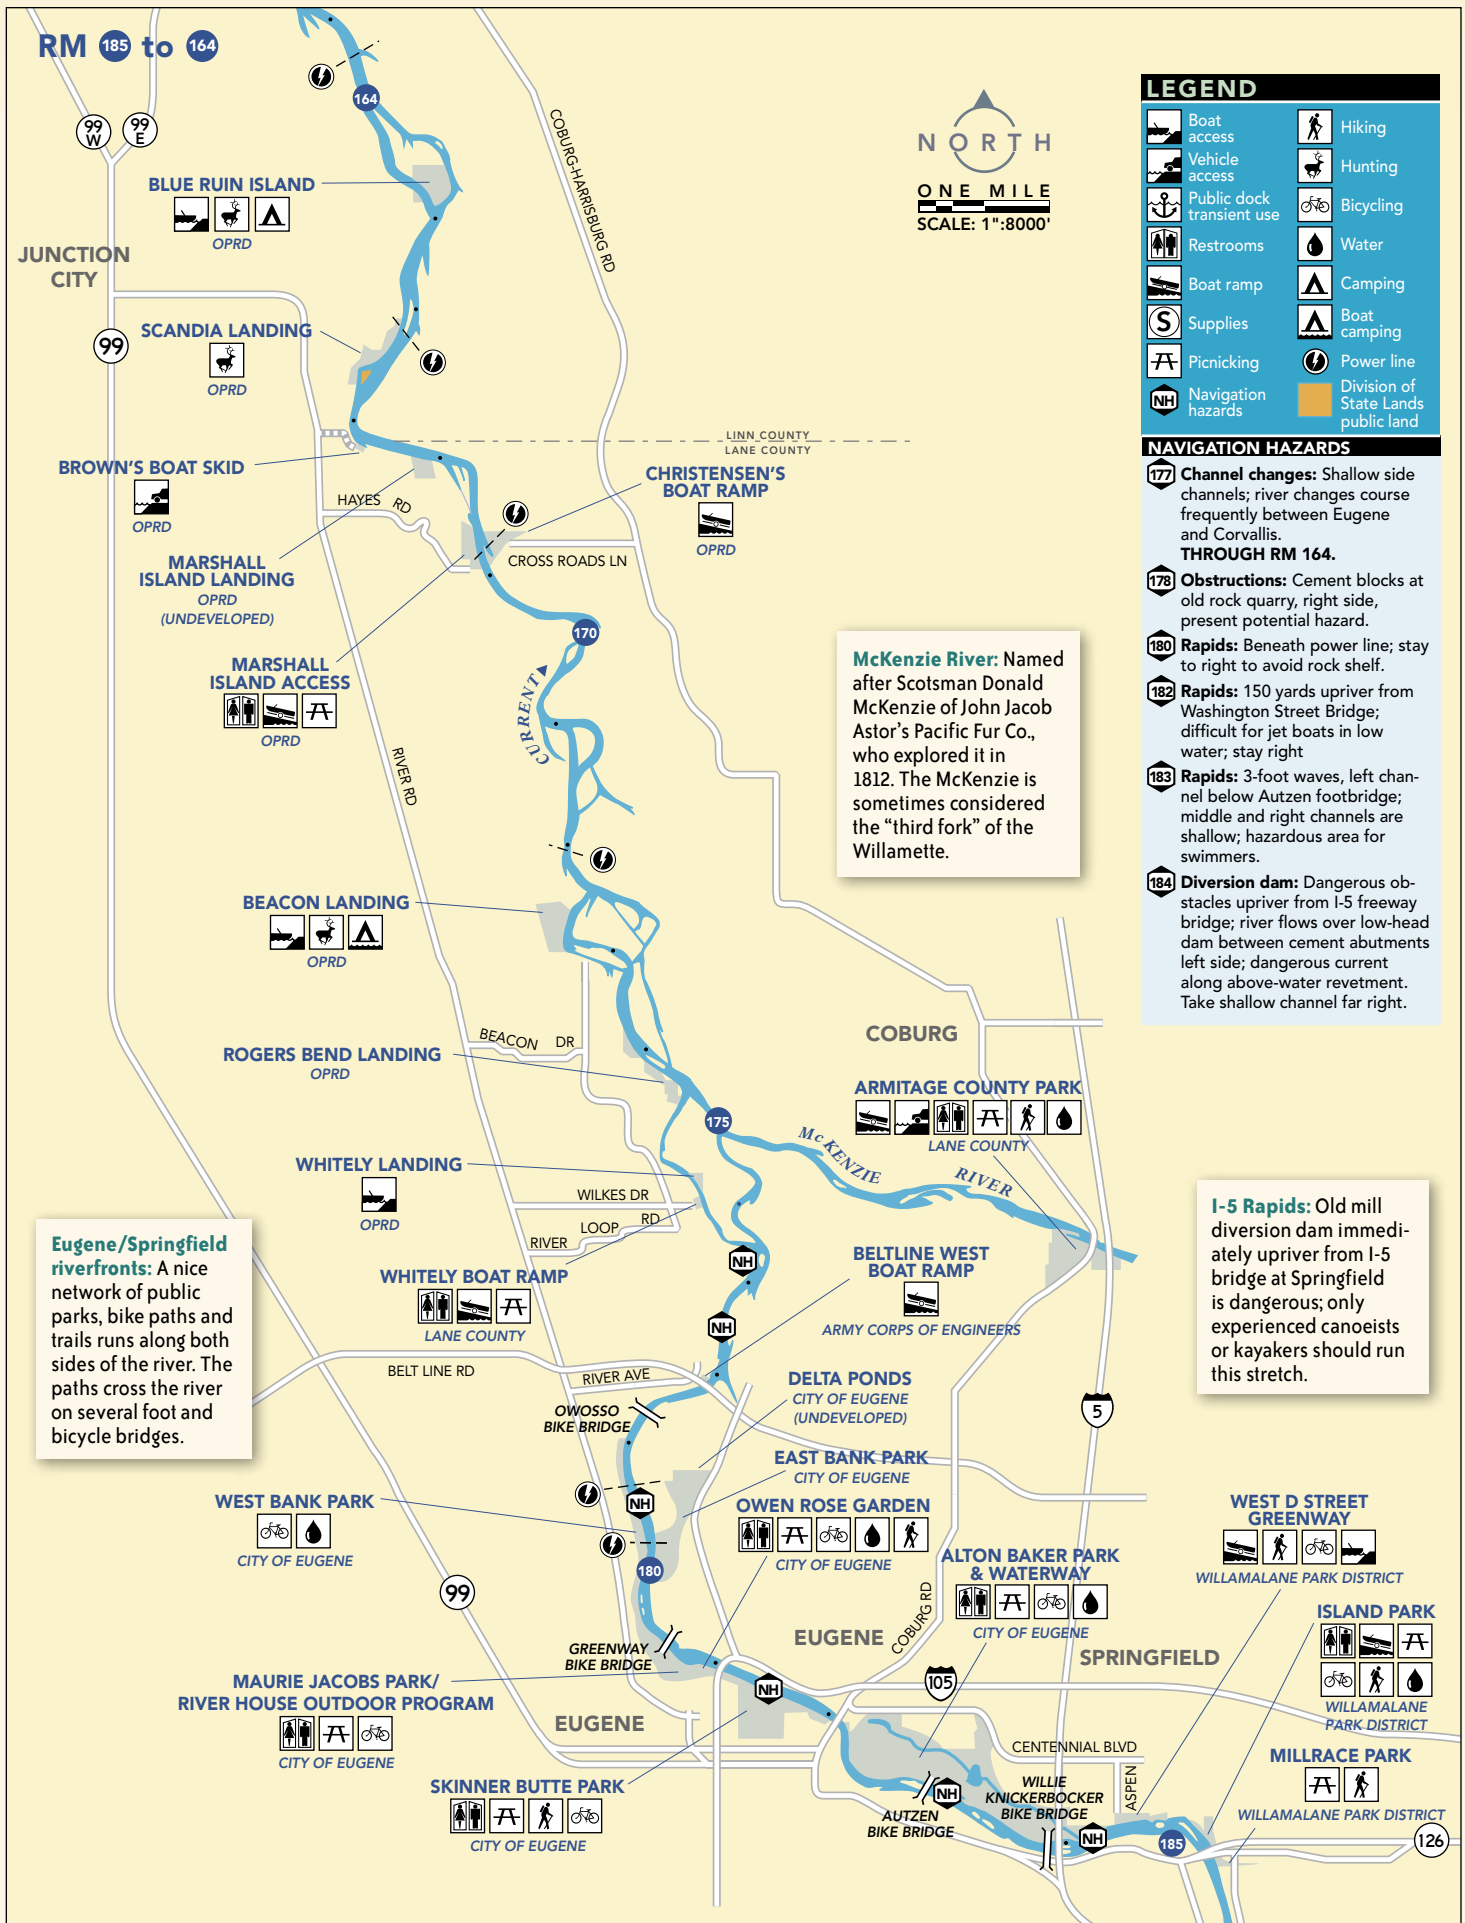 RM 185 to 164
164
99 W
99 E
COBURG-HARRISBURG RD
NORTH
ONE MILE
SCALE: 1":8000'
BLUE RUIN ISLAND
OPRD
JUNCTION
CITY
SCANDIA LANDING
OPRD
99
LINN COUNTY
LANE COUNTY
BROWN'S BOAT SKID
OPRD
HAYES RD
CHRISTENSEN'S
BOAT RAMP
OPRD
CROSS ROADS LN
MARSHALL
ISLAND LANDING
OPRD
(UNDEVELOPED)
170
MARSHALL
ISLAND ACCESS
OPRD
CURRENT
RIVER RD
McKenzie River: Named
after Scotsman Donald
McKenzie of John Jacob
Astor's Pacific Fur Co.,
who explored it in
1812. The McKenzie is
sometimes considered
the "third fork" of the
Willamette.
BEACON LANDING
OPRD
BEACON DR
ROGERS BEND LANDING
OPRD
COBURG
ARMITAGE COUNTY PARK
LANE COUNTY
175
McKENZIE RIVER
WHITELY LANDING
OPRD
WILKES DR
RIVER LOOP RD
NH
WHITELY BOAT RAMP
LANE COUNTY
NH
BELTLINE WEST
BOAT RAMP
ARMY CORPS OF ENGINEERS
Eugene/Springfield
riverfronts: A nice
network of public
parks, bike paths and
trails runs along both
sides of the river. The
paths cross the river
on several foot and
bicycle bridges.
I-5 Rapids: Old mill
diversion dam immedi-
ately upriver from I-5
bridge at Springfield
is dangerous; only
experienced canoeists
or kayakers should run
this stretch.
BELT LINE RD
RIVER AVE
DELTA PONDS
CITY OF EUGENE
(UNDEVELOPED)
5
OWOSSO
BIKE BRIDGE
EAST BANK PARK
CITY OF EUGENE
NH
WEST BANK PARK
CITY OF EUGENE
OWEN ROSE GARDEN
CITY OF EUGENE
WEST D STREET
GREENWAY
WILLAMALANE PARK DISTRICT
180
99
ALTON BAKER PARK
& WATERWAY
CITY OF EUGENE
COBURG RD
ISLAND PARK
WILLAMALANE
PARK DISTRICT
GREENWAY
BIKE BRIDGE
EUGENE
SPRINGFIELD
MAURIE JACOBS PARK/
RIVER HOUSE OUTDOOR PROGRAM
CITY OF EUGENE
NH
105
EUGENE
CENTENNIAL BLVD
MILLRACE PARK
WILLAMALANE PARK DISTRICT
SKINNER BUTTE PARK
CITY OF EUGENE
NH
AUTZEN
BIKE BRIDGE
WILLIE
KNICKERBOCKER
BIKE BRIDGE
ASPEN
NH
185
126
LEGEND
Boat
access
Vehicle
access
Public dock
transient use
Restrooms
Boat ramp
S Supplies
Picnicking
NH Navigation
hazards
Hiking
Hunting
Bicycling
Water
Camping
Boat
camping
Power line
Division of
State Lands
public land
NAVIGATION HAZARDS
177 Channel changes: Shallow side
channels; river changes course
frequently between Eugene
and Corvallis.
THROUGH RM 164.
178 Obstructions: Cement blocks at
old rock quarry, right side,
present potential hazard.
180 Rapids: Beneath power line; stay
to right to avoid rock shelf.
182 Rapids: 150 yards upriver from
Washington Street Bridge;
difficult for jet boats in low
water; stay right
183 Rapids: 3-foot waves, left chan-
nel below Autzen footbridge;
middle and right channels are
shallow; hazardous area for
swimmers.
184 Diversion dam: Dangerous ob-
stacles upriver from I-5 freeway
bridge; river flows over low-head
dam between cement abutments
left side; dangerous current
along above-water revetment.
Take shallow channel far right.